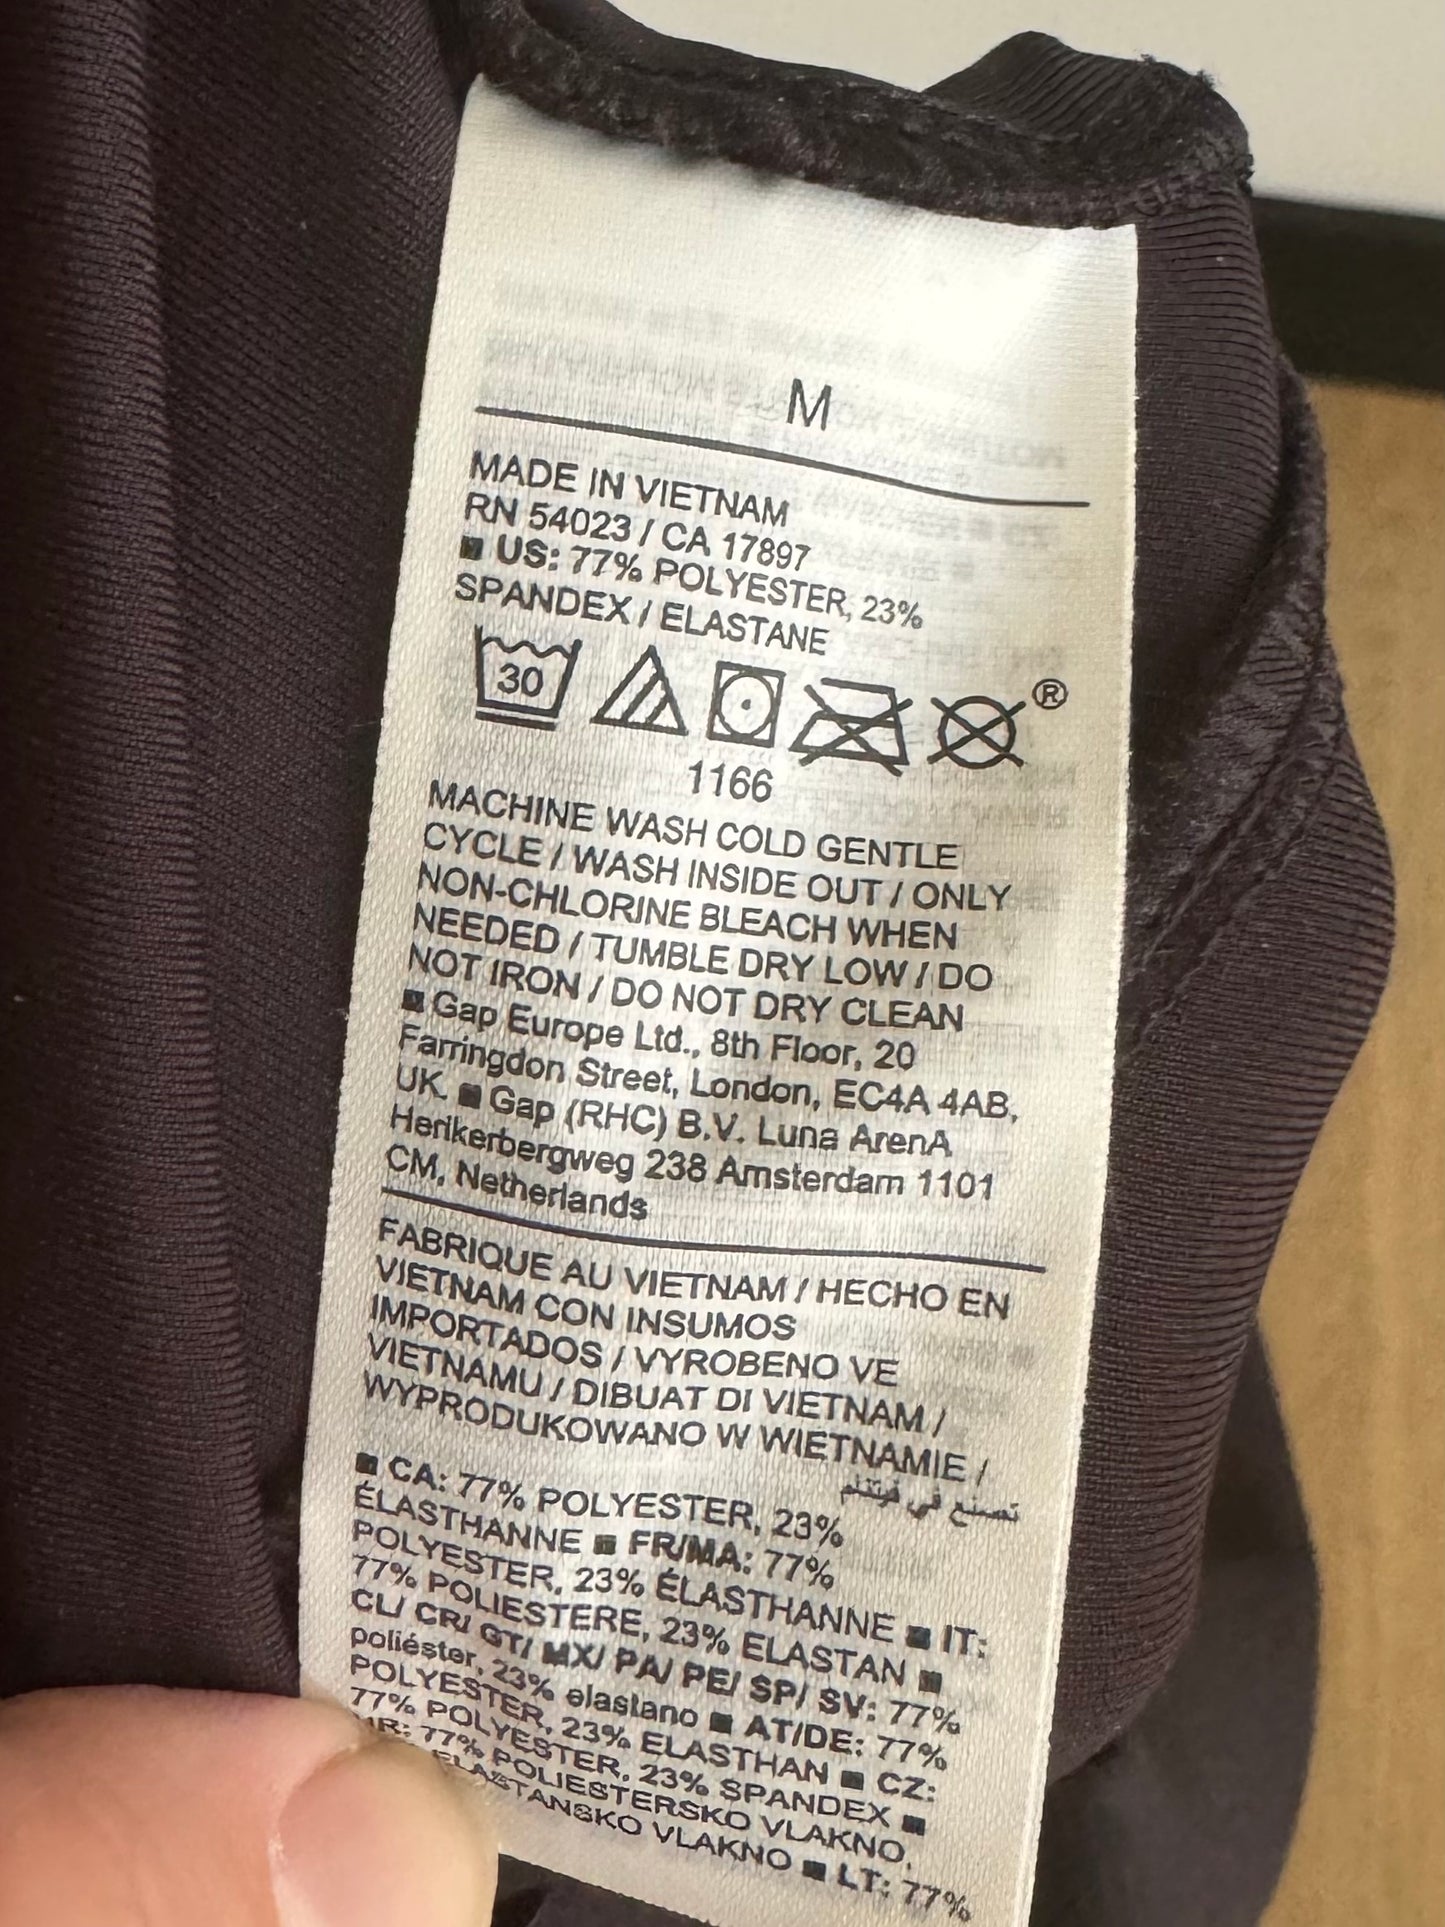 M
MADE IN VIETNAM
RN 54023 / CA 17897
■ US: 77% POLYESTER, 23%
SPANDEX / ELASTANE
30
®
1166
MACHINE WASH COLD GENTLE
CYCLE / WASH INSIDE OUT / ONLY
NON-CHLORINE BLEACH WHEN
NEEDED / TUMBLE DRY LOW / DO
NOT IRON / DO NOT DRY CLEAN
■ Gap Europe Ltd., 8th Floor, 20
Farringdon Street, London, EC4A 4AB,
UK. ■ Gap (RHC) B.V. Luna ArenA
Herikerbergweg 238 Amsterdam 1101
CM, Netherlands
FABRIQUE AU VIETNAM / HECHO EN
VIETNAM CON INSUMOS
IMPORTADOS / VYROBENO VE
VIETNAMU / DIBUAT DI VIETNAM /
WYPRODUKOWANO W WIETNAMIE /
تصنع في فيتنام
■ CA: 77% POLYESTER, 23%
ÉLASTHANNE ■ FR/MA: 77%
POLYESTER, 23% ÉLASTHANNE ■ IT:
77% POLIESTERE, 23% ELASTAN ■
CL/ CR/ GT/ MX/ PA/ PE/ SP/ SV: 77%
poliéster, 23% elastano ■ AT/DE: 77%
POLYESTER, 23% ELASTHAN ■ CZ:
77% POLYESTER, 23% SPANDEX ■
HR: 77% POLIESTERSKO VLAKNO,
ELASTANSKO VLAKNO ■ LT: 77%